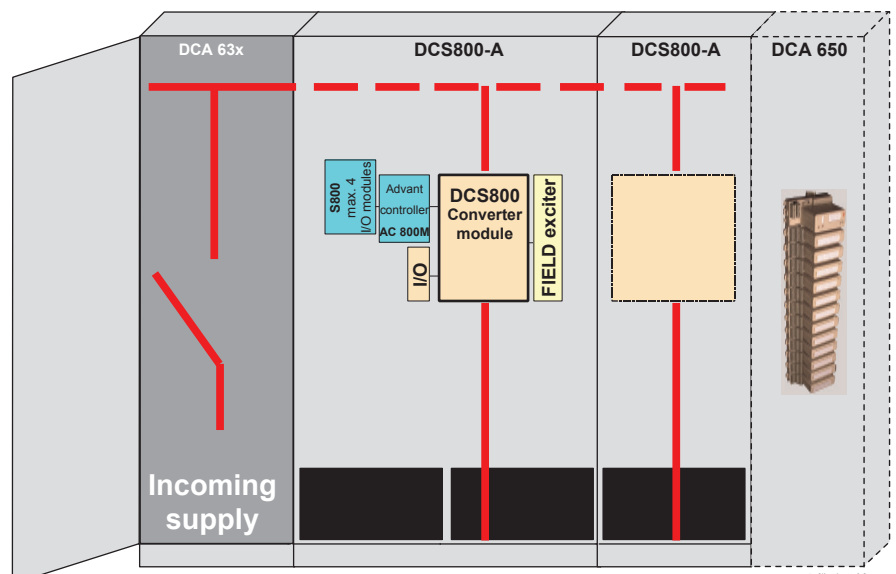 DCA 63x
DCS800-A
DCS800-A
DCA 650
S800
max. 4
I/O modules
Advant
controller
AC 800M
I/O
DCS800
Converter
module
FIELD exciter
Incoming
supply